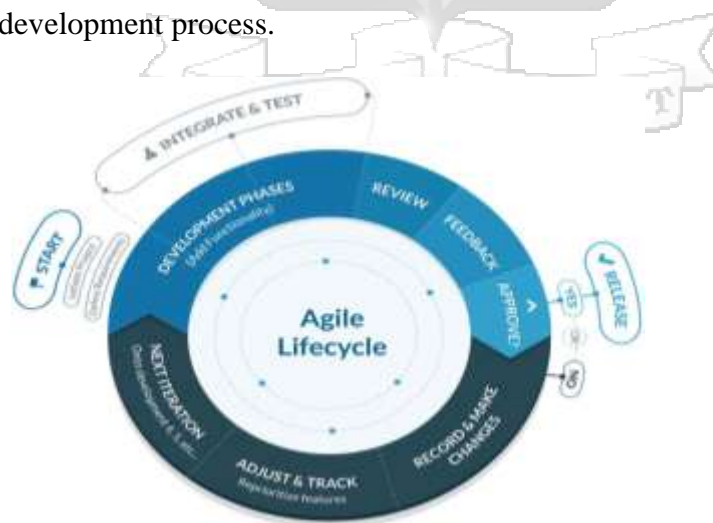 development process.
INTEGRATE & TEST
START
DEVELOPMENT PHASES
(Add Functionality)
REVIEW
FEEDBACK
APPROVE?
YES
RELEASE
NO
RECORD & MAKE
CHANGES
ADJUST & TRACK
Reprioritize features
NEXT ITERATION
Agile
Lifecycle